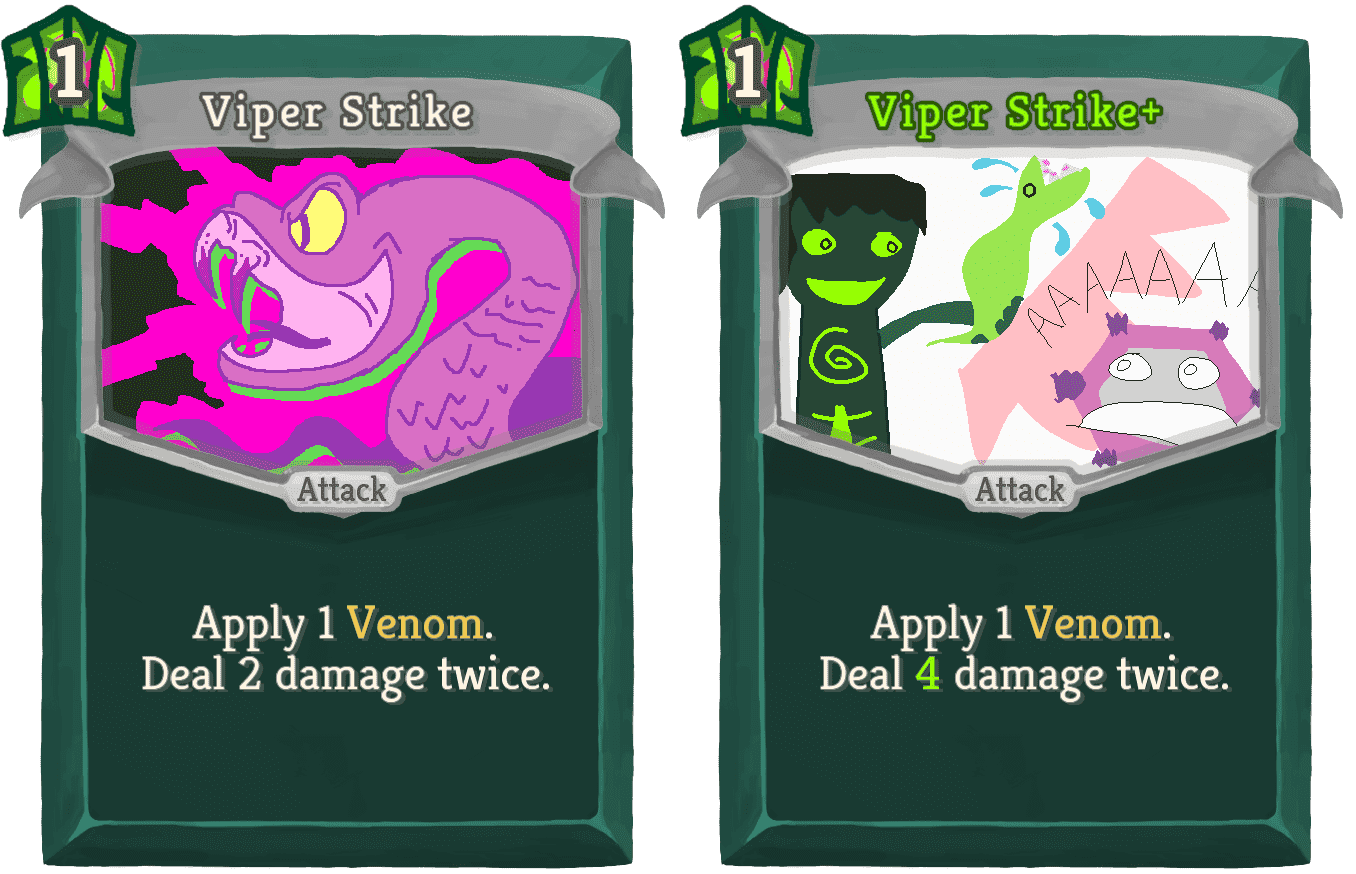 1
Viper Strike
Attack
Apply 1 Venom.
Deal 2 damage twice.
1
Viper Strike+
AAAAAAA
Attack
Apply 1 Venom.
Deal 4 damage twice.